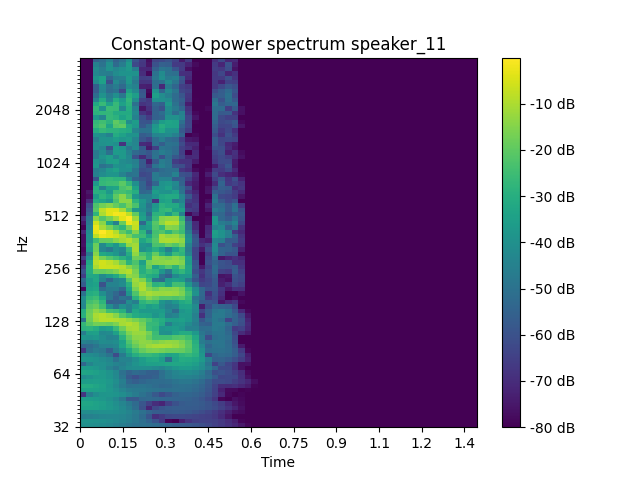 Constant-Q power spectrum speaker_11
Hz
2048
1024
512
256
128
64
32
0 0.15 0.3 0.45 0.6 0.75 0.9 1.1 1.2 1.4
Time
-10 dB
-20 dB
-30 dB
-40 dB
-50 dB
-60 dB
-70 dB
-80 dB